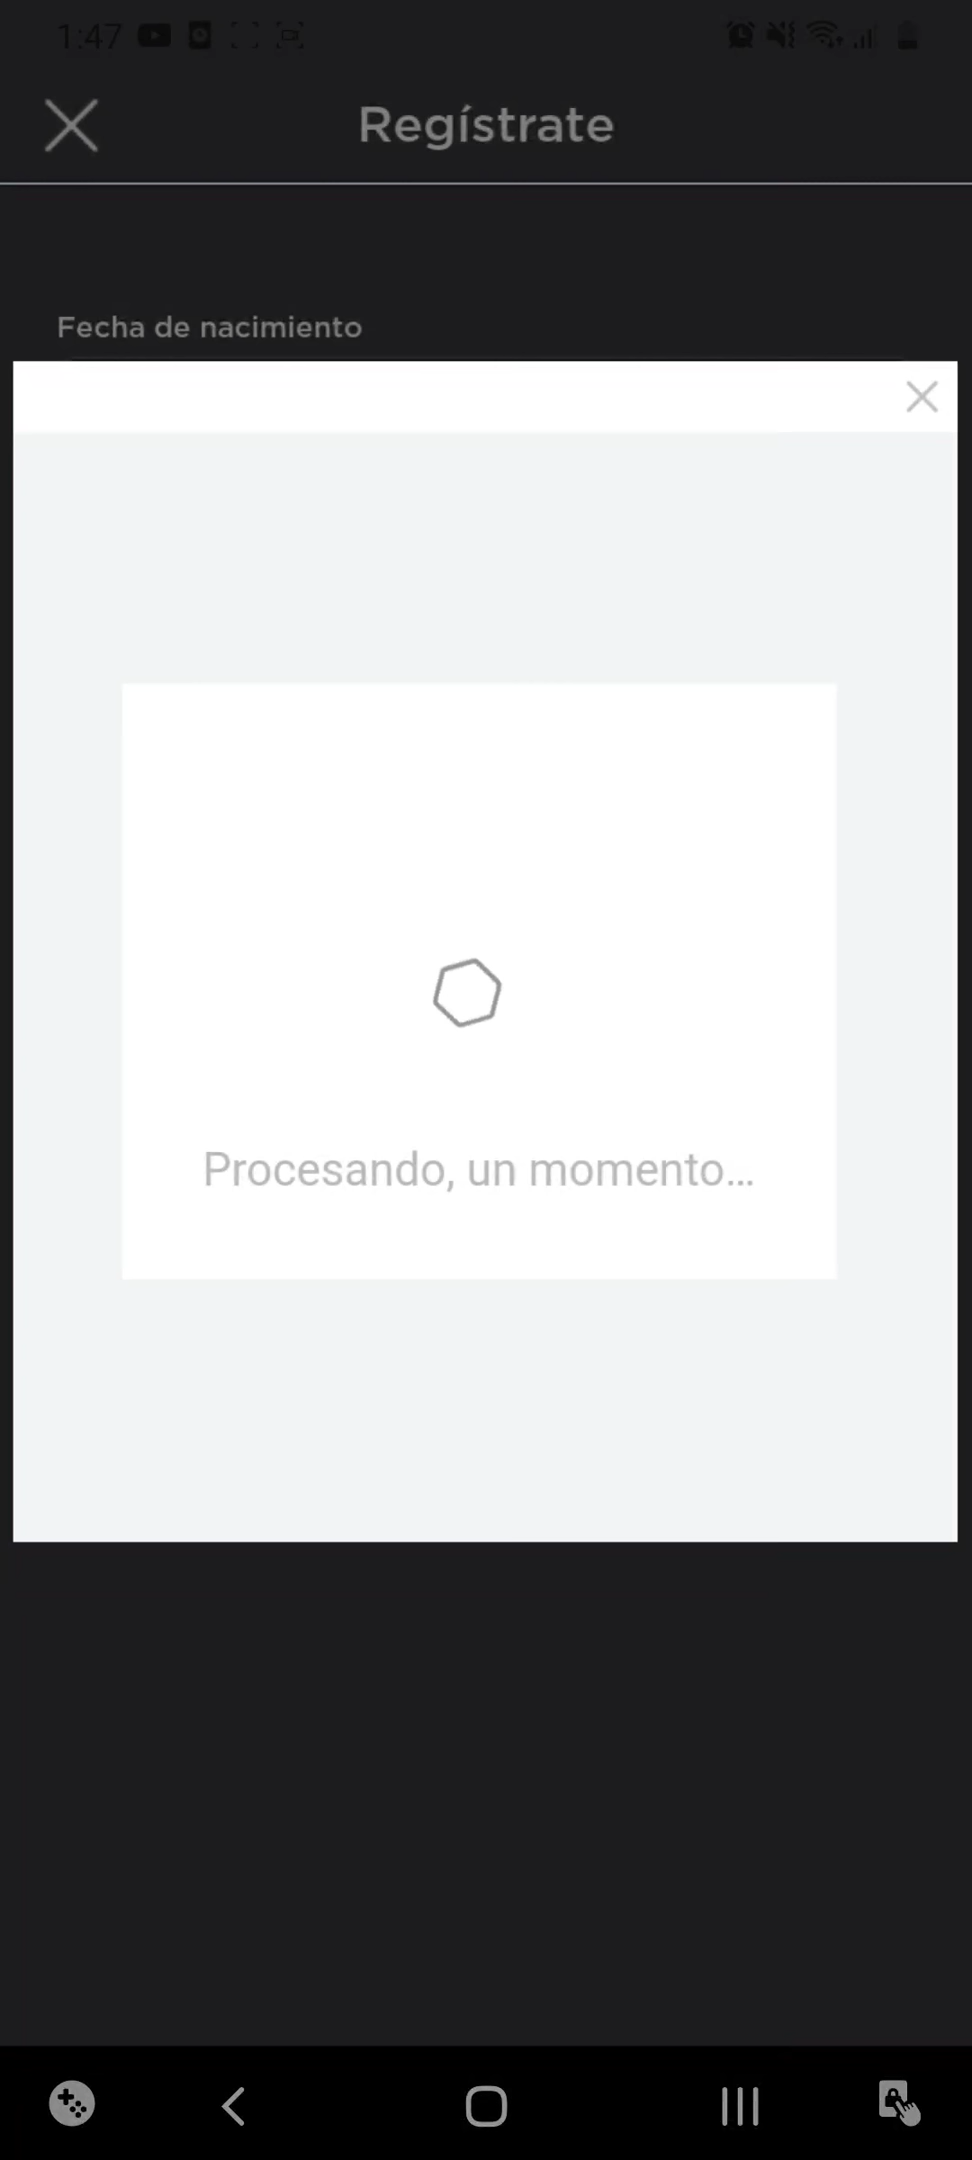 1:47
Regístrate
Fecha de nacimiento
Procesando, un momento...